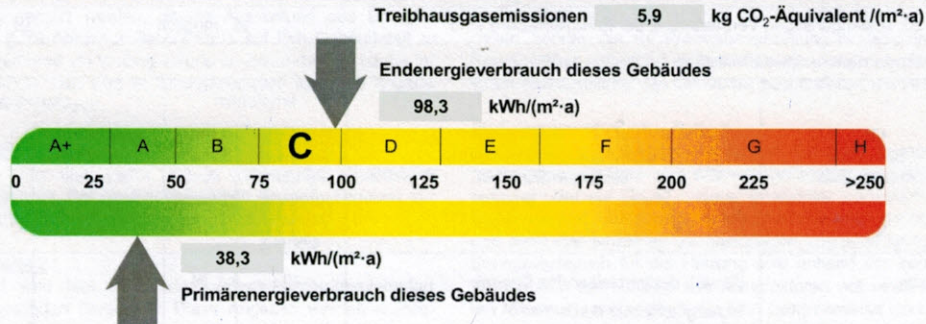 Treibhausgasemissionen 5,9 kg CO₂-Äquivalent /(m²·a)
Endenergieverbrauch dieses Gebäudes
98,3 kWh/(m²·a)
A+ A B C D E F G H
0 25 50 75 100 125 150 175 200 225 >250
38,3 kWh/(m²·a)
Primärenergieverbrauch dieses Gebäudes